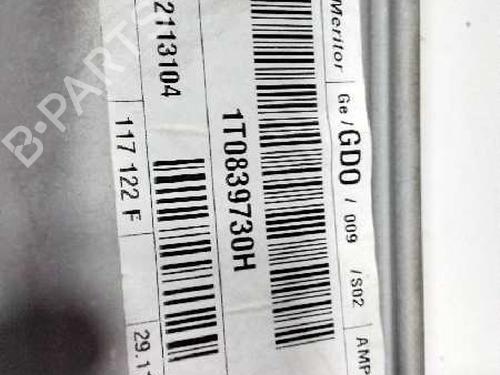 Meritor
Ge/GDO / 009 /S02 AMP
1T0839730H
2113104
117 122 F
29.1
B-PARTS